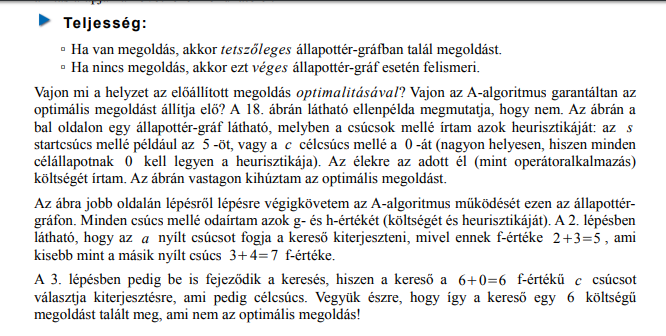 Teljesség:
▫ Ha van megoldás, akkor tetszőleges állapottér-gráfban talál megoldást.
▫ Ha nincs megoldás, akkor ezt véges állapottér-gráf esetén felismeri.
Vajon mi a helyzet az előállított megoldás optimalitásával? Vajon az A-algoritmus garantáltan az
optimális megoldást állítja elő? A 18. ábrán látható ellenpélda megmutatja, hogy nem. Az ábrán a
bal oldalon egy állapottér-gráf látható, melyben a csúcsok mellé írtam azok heurisztikáját: az s
startcsúcs mellé például az 5 -öt, vagy a c célcsúcs mellé a 0 -át (nagyon helyesen, hiszen minden
célállapotnak 0 kell legyen a heurisztikája). Az élekre az adott él (mint operátoralkalmazás)
költségét írtam. Az ábrán vastagon kihúztam az optimális megoldást.
Az ábra jobb oldalán lépésről lépésre végigkövetem az A-algoritmus működését ezen az állapottér-
gráfon. Minden csúcs mellé odaírtam azok g- és h-értékét (költségét és heurisztikáját). A 2. lépésben
látható, hogy az a nyílt csúcsot fogja a kereső kiterjeszteni, mivel ennek f-értéke 2+3=5 , ami
kisebb mint a másik nyílt csúcs 3+4=7 f-értéke.
A 3. lépésben pedig be is fejeződik a keresés, hiszen a kereső a 6+0=6 f-értékű c csúcsot
választja kiterjesztésre, ami pedig célcsúcs. Vegyük észre, hogy így a kereső egy 6 költségű
megoldást talált meg, ami nem az optimális megoldás!